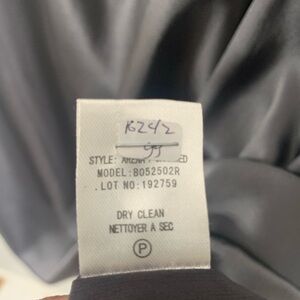 STYLE:
MODEL:B052502R
LOT NO:192759
DRY CLEAN
NETTOYER A SEC
P